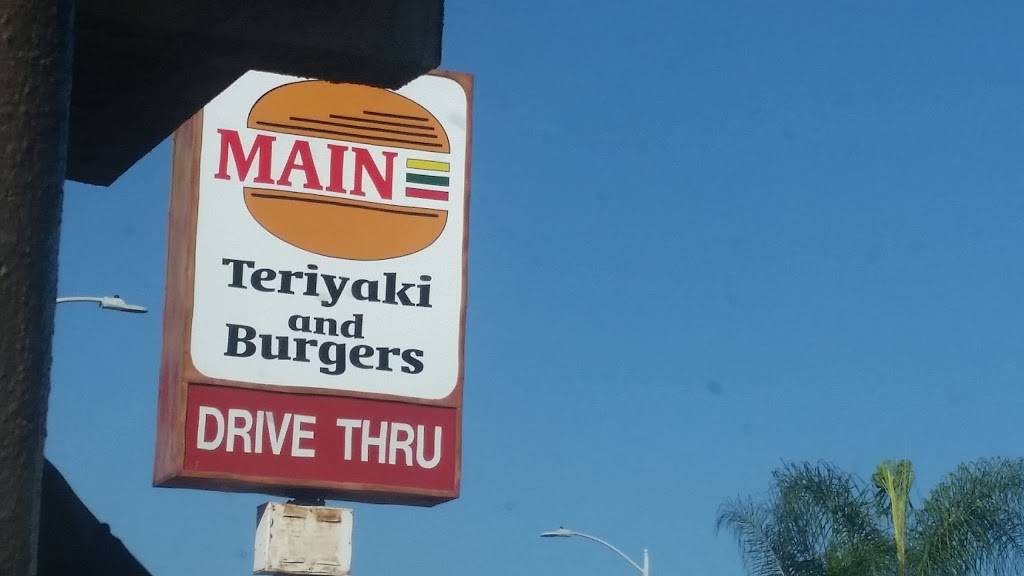 MAIN
Teriyaki
and
Burgers
DRIVE THRU